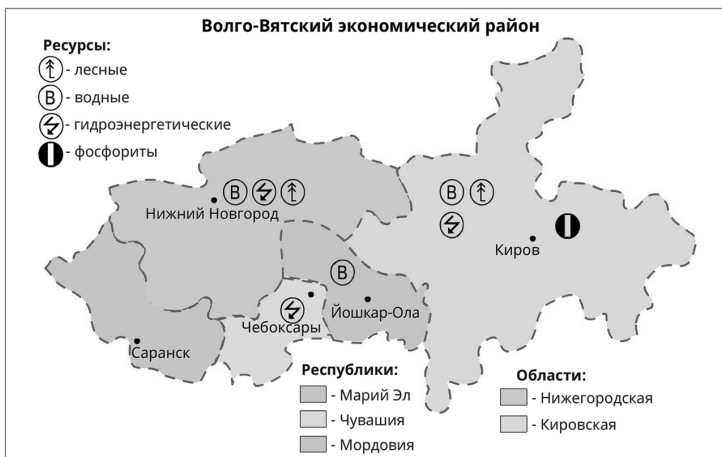 Волго-Вятский экономический район
Ресурсы:
- лесные
В - водные
- гидроэнергетические
- фосфориты
В
В
Нижний Новгород
Киров
В
Йошкар-Ола
Чебоксары
Саранск
Республики:
- Марий Эл
- Чувашия
- Мордовия
Области:
- Нижегородская
- Кировская